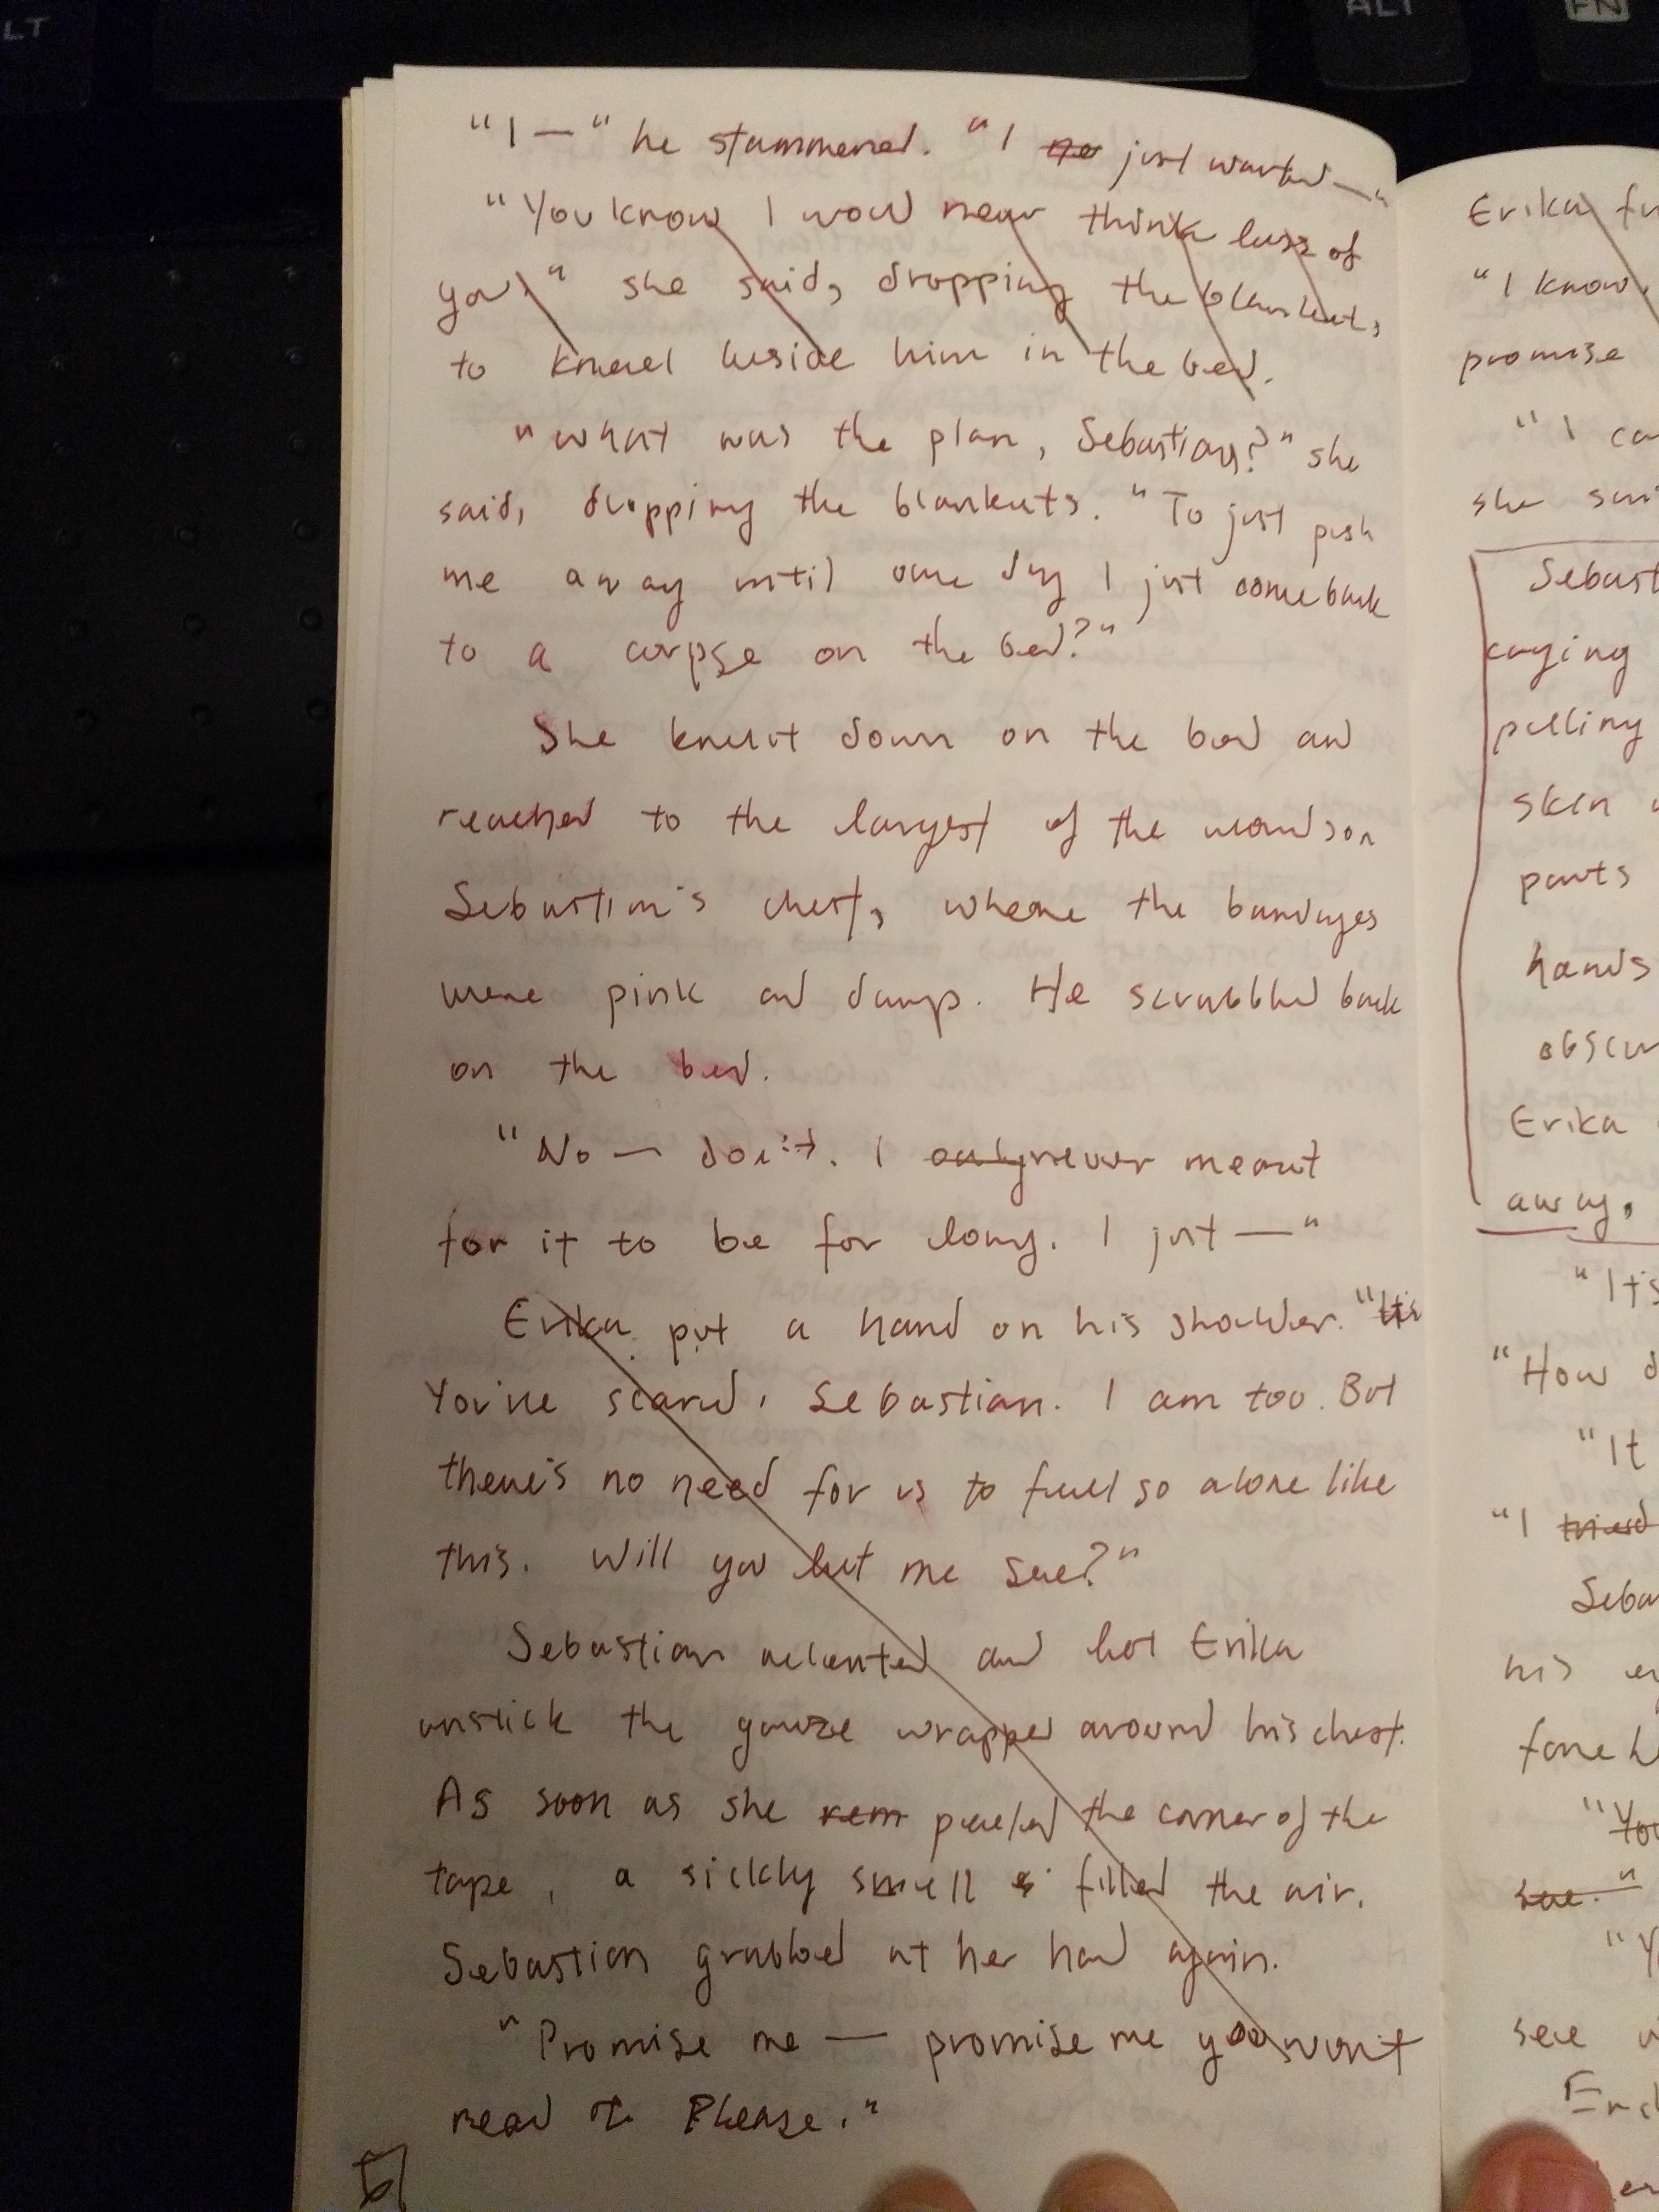 LT
ALT
FN
"I — " he stammered. "I ne just wanted — "
"You know I would never think less of
you," she said, dropping the blankets,
to kneel beside him in the bed.
"What was the plan, Sebastian?" she
said, dropping the blankets. "To just push
me away until one day I just come back
to a corpse on the bed?"
She knelt down on the bed and
reached to the largest of the wounds on
Sebastian's chest, where the bandages
were pink and damp. He scrabbled back
on the bed.
"No — don't. I only never meant
for it to be for long. I just — "
Erika put a hand on his shoulder. "It's
You're scared, Sebastian. I am too. But
there's no need for us to feel so alone like
this. Will you let me see?"
Sebastian relented and let Erika
unstick the gauze wrapped around his chest.
As soon as she rem peeled the corner of the
tape, a sickly smell s filled the air.
Sebastian grabbed at her hand again.
"Promise me — promise me you won't
read it. Please."
Erika fu
"I know,
promise
"I ca
she sai
Sebast
crying
pulling
skin
parts
hands
obscu
Erika
away.
"It's
"How d
"It
"I tried
Seba
his ey
fore h
"You
see."
"Y
see w
Eri